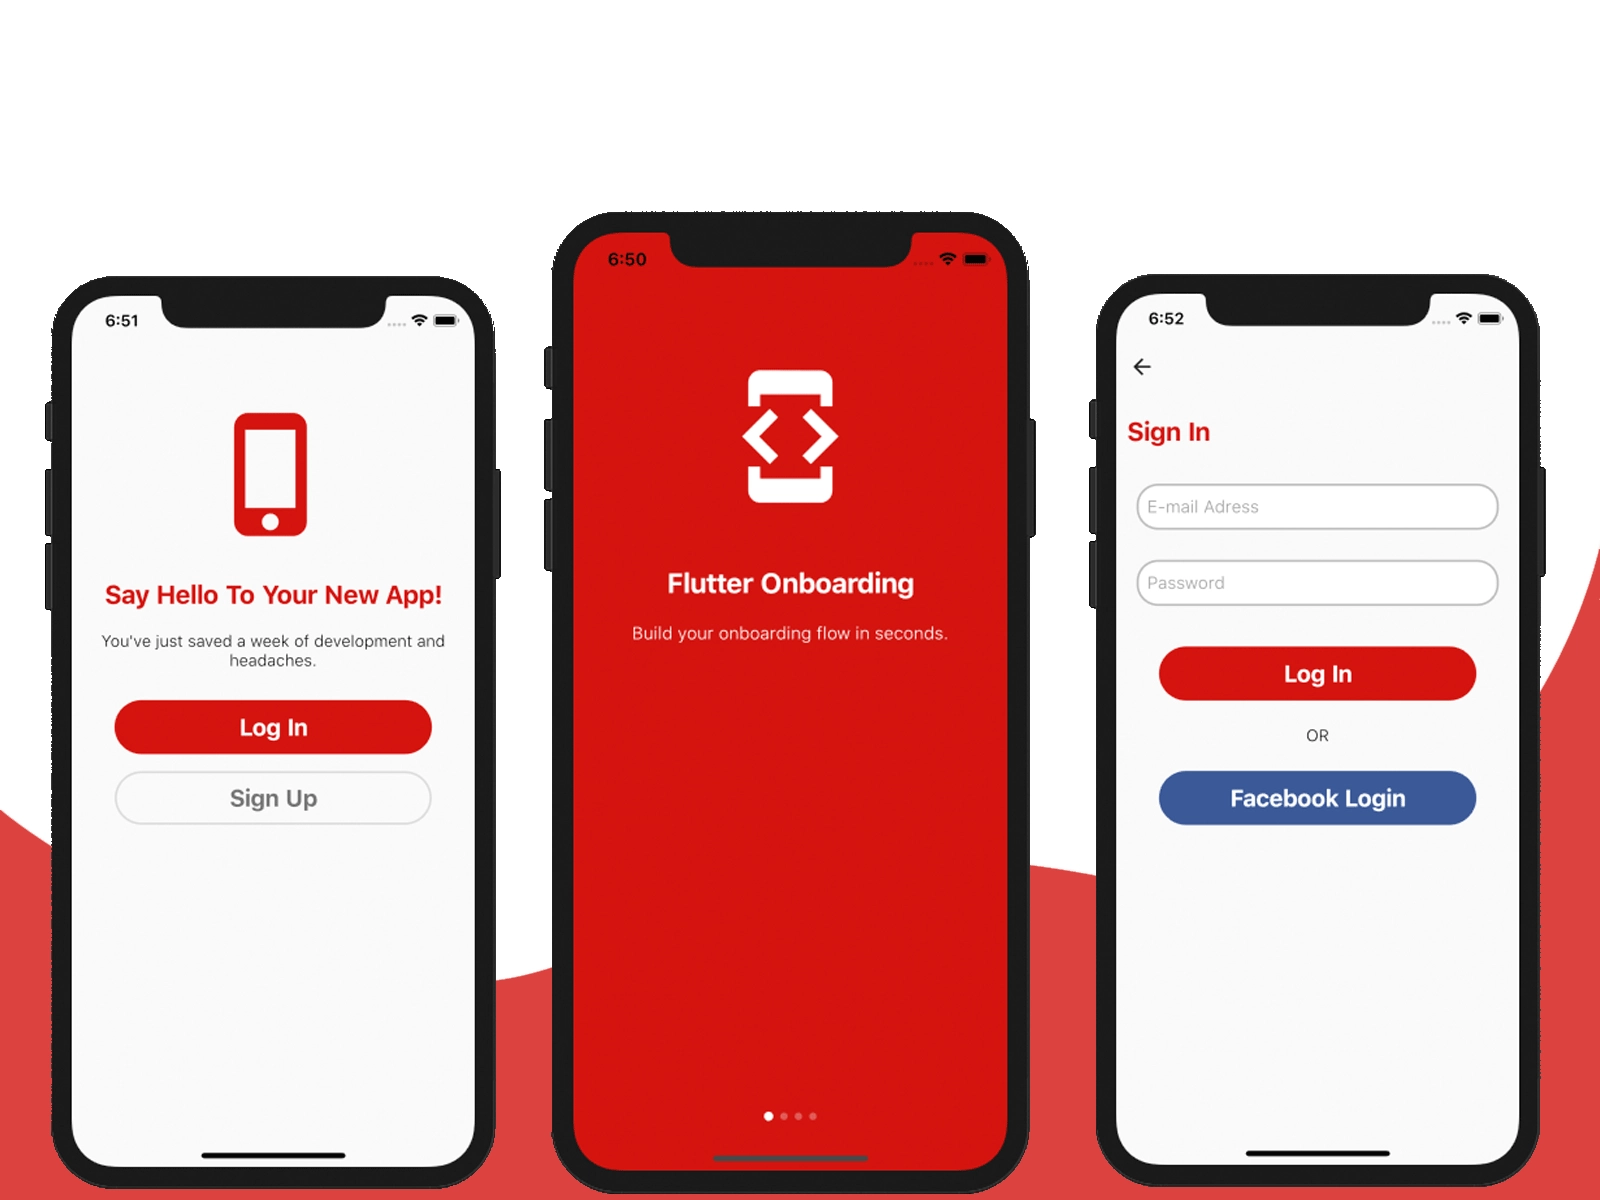 6:51
Say Hello To Your New App!
You've just saved a week of development and
headaches.
Log In
Sign Up
6:50
Flutter Onboarding
Build your onboarding flow in seconds.
6:52
Sign In
E-mail Adress
Password
Log In
OR
Facebook Login